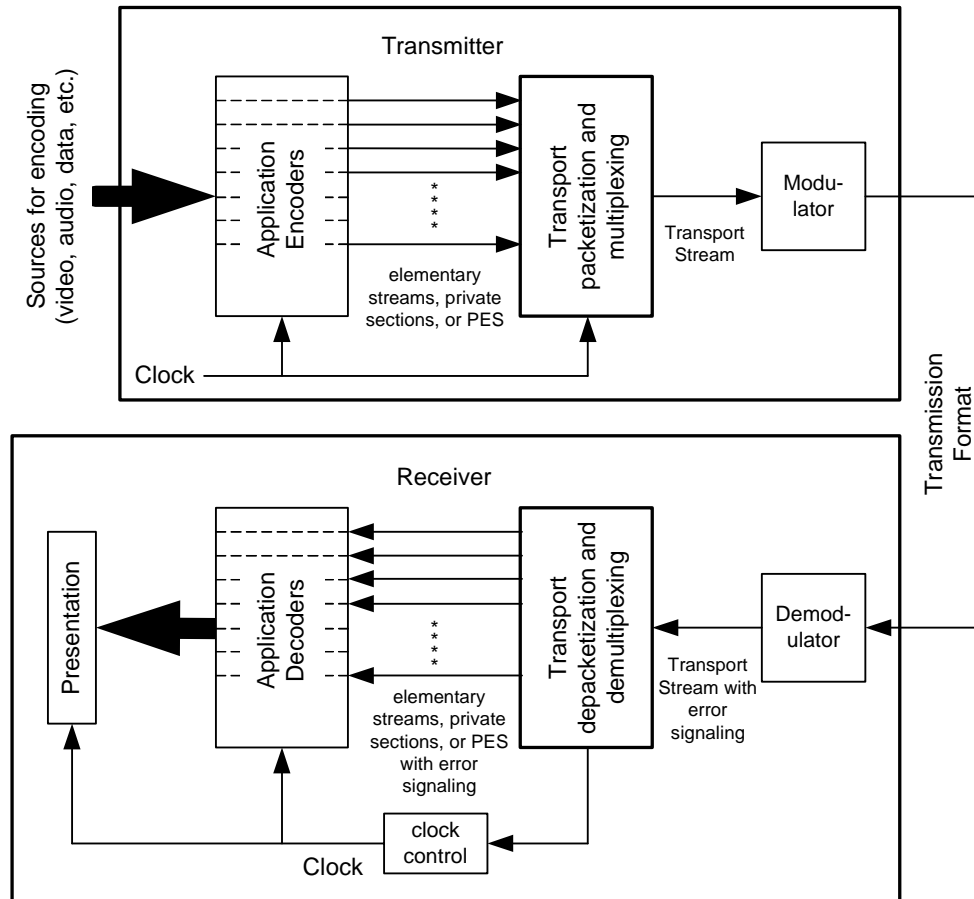 Transmitter
Sources for encoding
(video, audio, data, etc.)
Application
Encoders
* * * *
elementary
streams, private
sections, or PES
Transport
packetization and
multiplexing
Transport
Stream
Modu-
lator
Clock
Transmission
Format
Receiver
Presentation
Application
Decoders
* * * *
elementary
streams, private
sections, or PES
with error
signaling
Transport
depacketization and
demultiplexing
Transport
Stream with
error
signaling
Demod-
ulator
clock
control
Clock